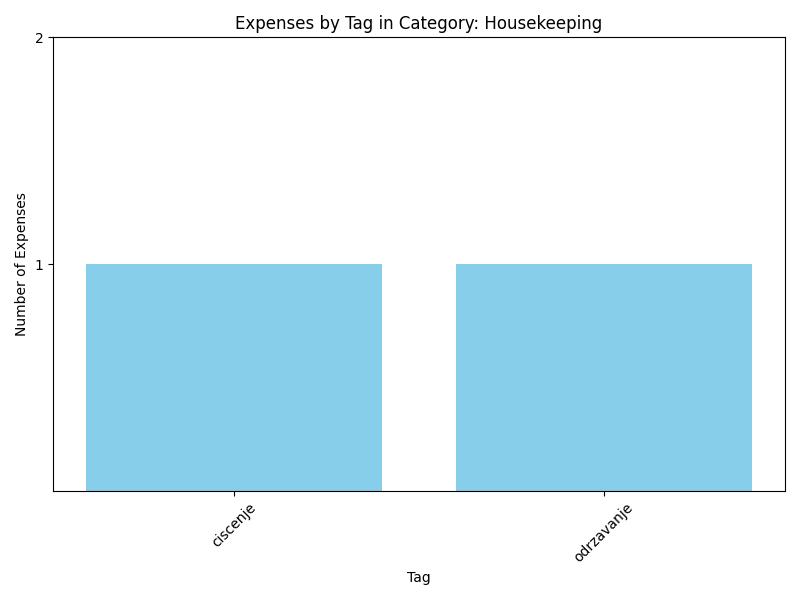 Expenses by Tag in Category: Housekeeping
2
1
Number of Expenses
ciscenje
odrzavanje
Tag